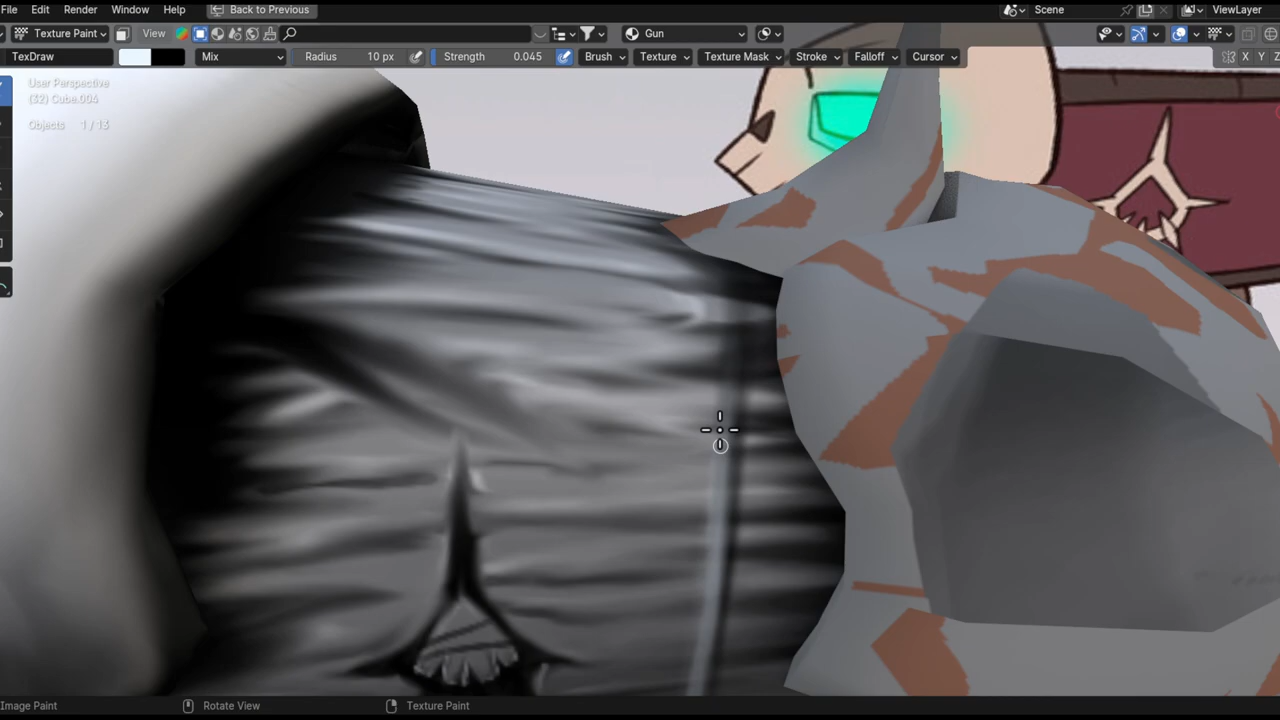 File Edit Render Window Help Back to Previous Scene ViewLayer
Texture Paint View Gun
TexDraw Mix Radius 10 px Strength 0.045 Brush Texture Texture Mask Stroke Falloff Cursor X Y Z
User Perspective
(32) Cube.004
Objects 1 / 13
Image Paint Rotate View Texture Paint